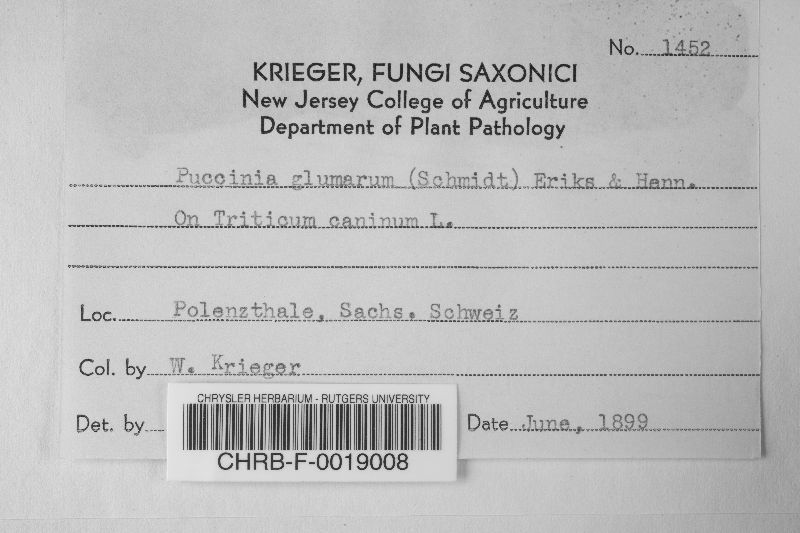 No. 1452
KRIEGER, FUNGI SAXONICI
New Jersey College of Agriculture
Department of Plant Pathology
Puccinia glumarum (Schmidt) Eriks & Henn.
On Triticum caninum L.
Loc. Polenzthale, Sachs. Schweiz
Col. by W. Krieger
Det. by
Date June, 1899
CHRYSLER HERBARIUM - RUTGERS UNIVERSITY
CHRB-F-0019008